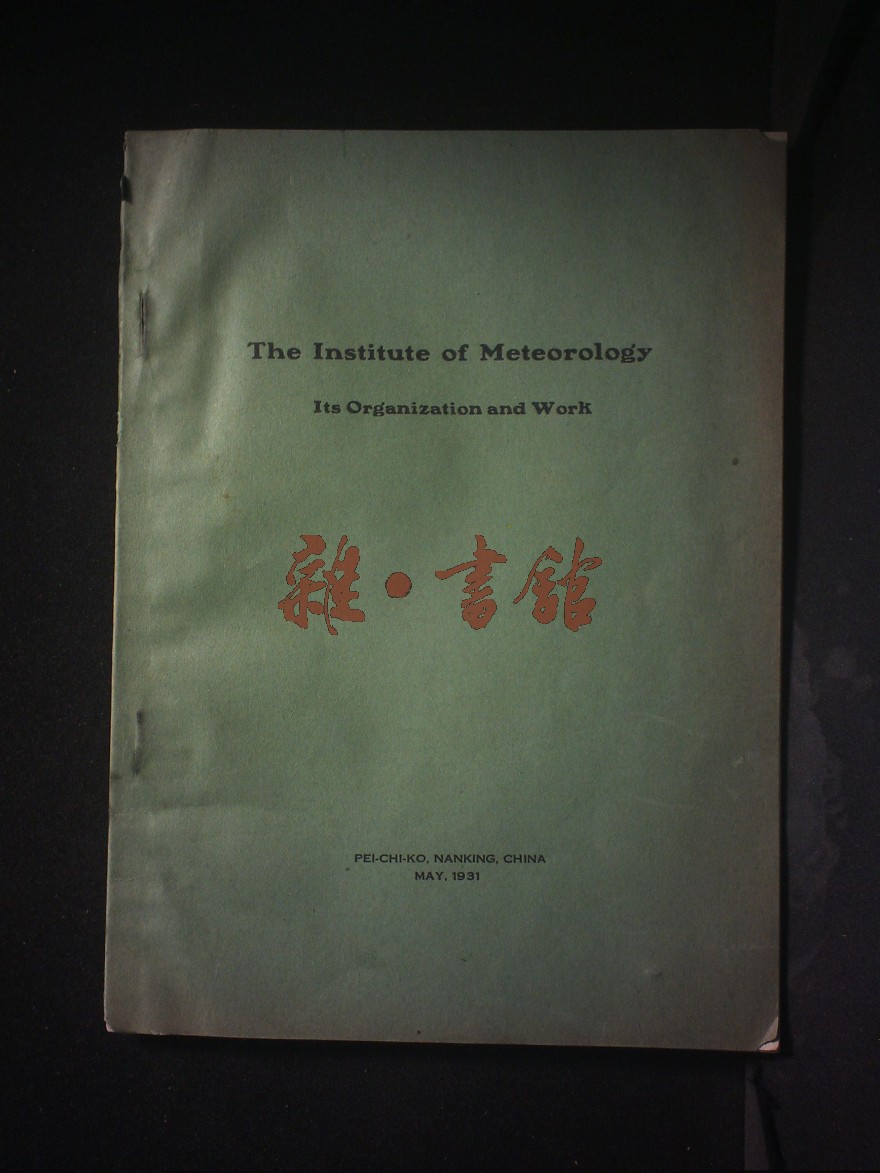 The Institute of Meteorology
Its Organization and Work
雜·書館
PEI-CHI-KO, NANKING, CHINA
MAY, 1931